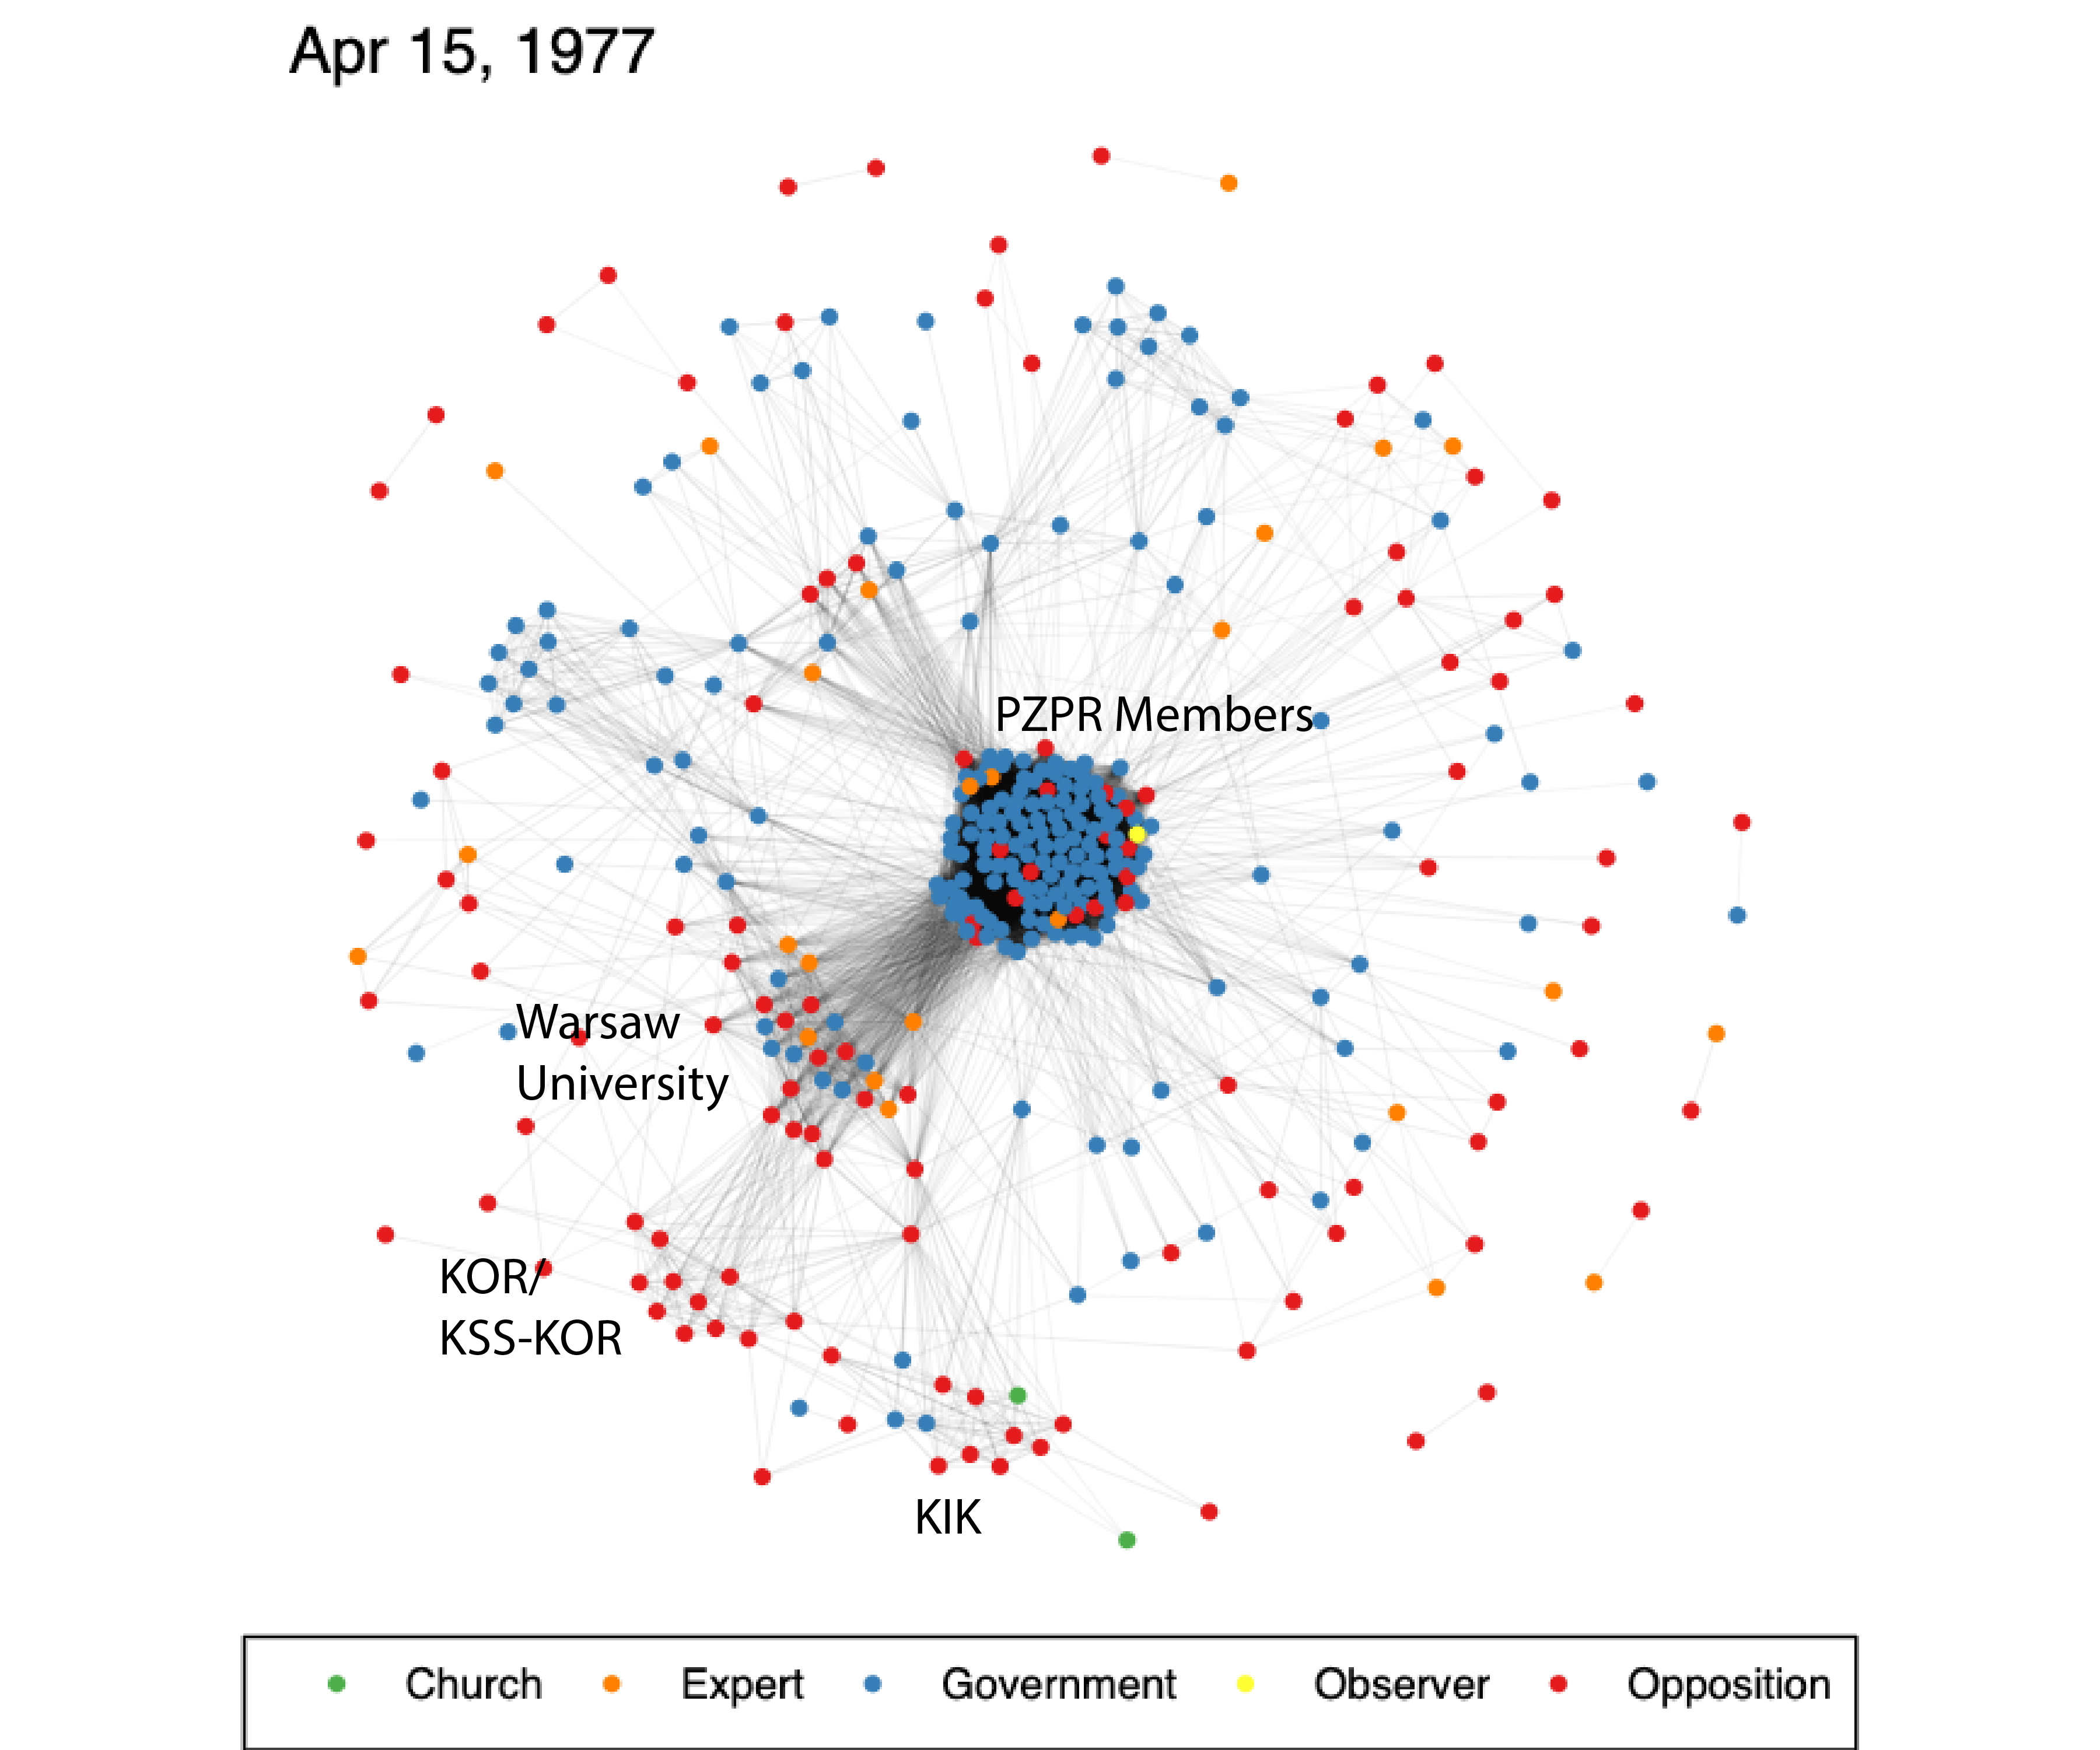 Apr 15, 1977
PZPR Members
Warsaw
University
KOR/
KSS-KOR
KIK
Church Expert Government Observer Opposition